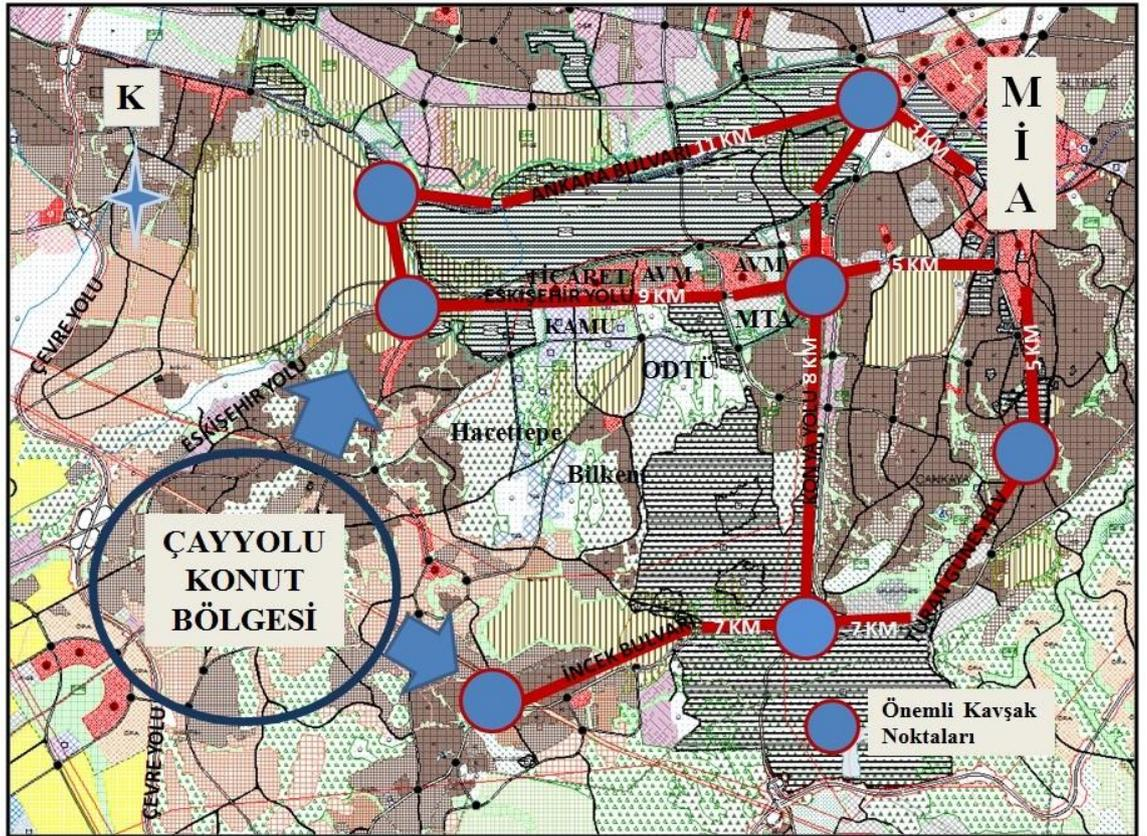 K
M
İ
A
3 KM
ANKARA BULVARI 11 KM
5 KM
TİCARET
AVM
AVM
ESKİŞEHİR YOLU 9 KM
KAMU
MTA
ÇEVRE YOLU
ESKİŞEHİR YOLU
ODTÜ
KONYA YOLU 8 KM
5 KM
Hacettepe
Bilkent
ÇANKAYA
ÇAYYOLU
KONUT
BÖLGESİ
TURANGÜNEŞ BLV
7 KM
7 KM
İNCEK BULVARI
Önemli Kavşak
Noktaları
ÇEVRE YOLU